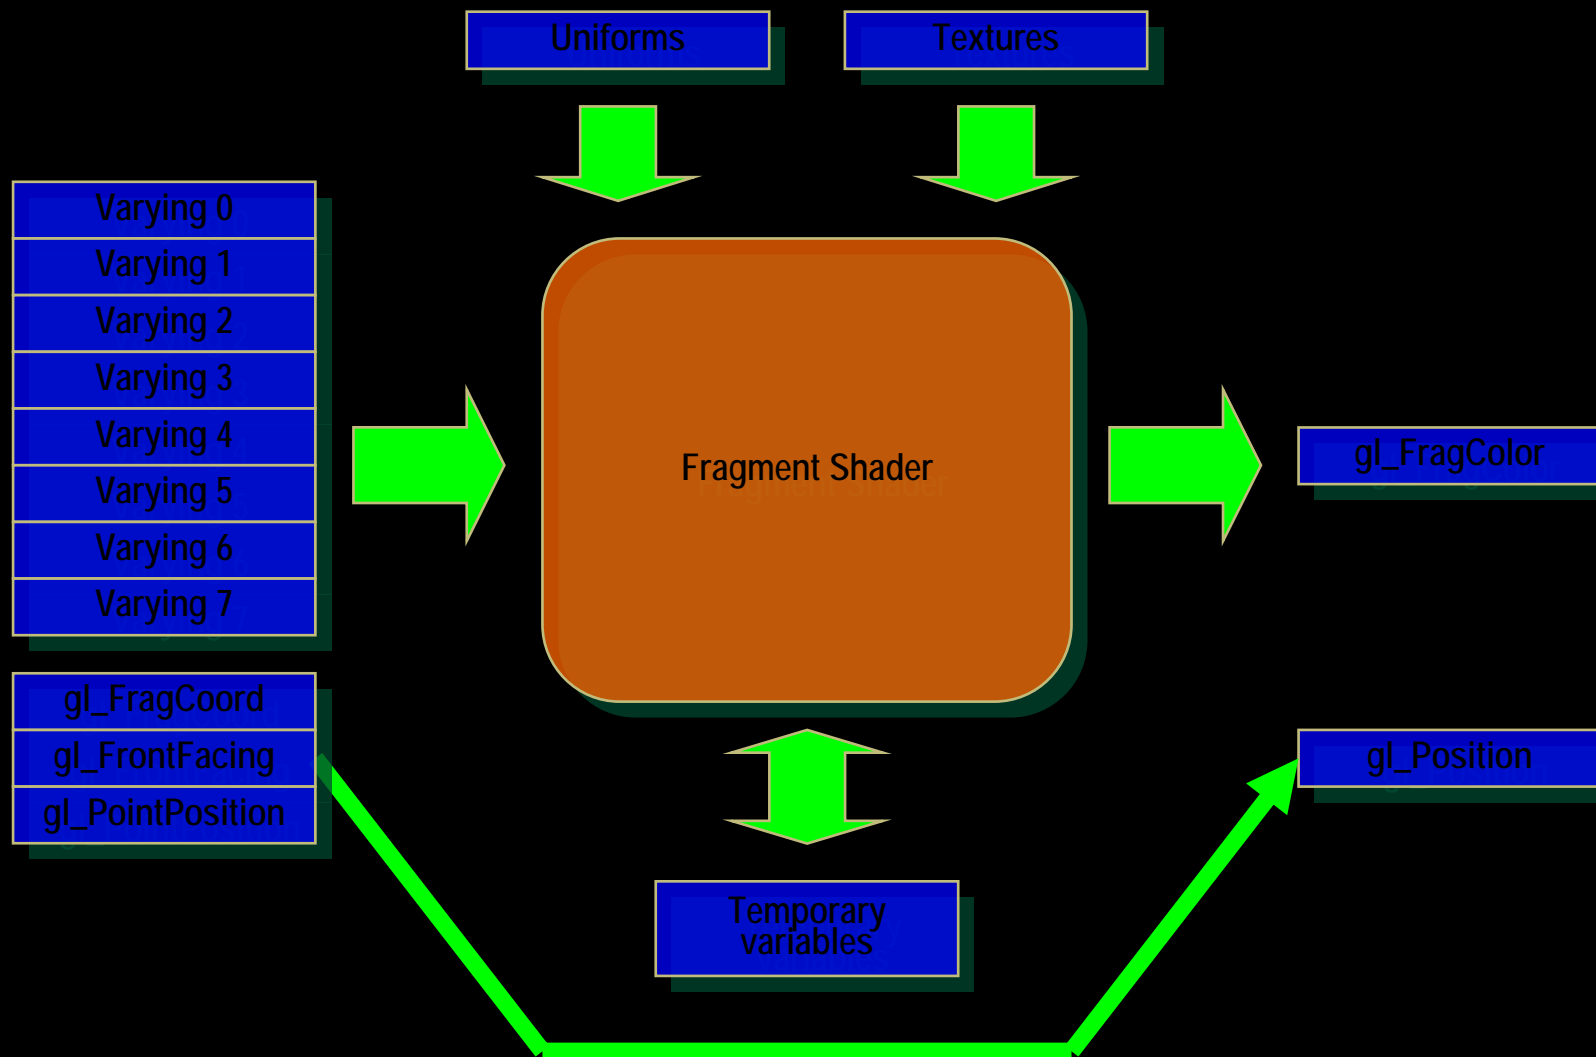 Uniforms
Textures
Varying 0
Varying 1
Varying 2
Varying 3
Varying 4
Varying 5
Varying 6
Varying 7
gl_FragCoord
gl_FrontFacing
gl_PointPosition
Fragment Shader
Temporary
variables
gl_FragColor
gl_Position